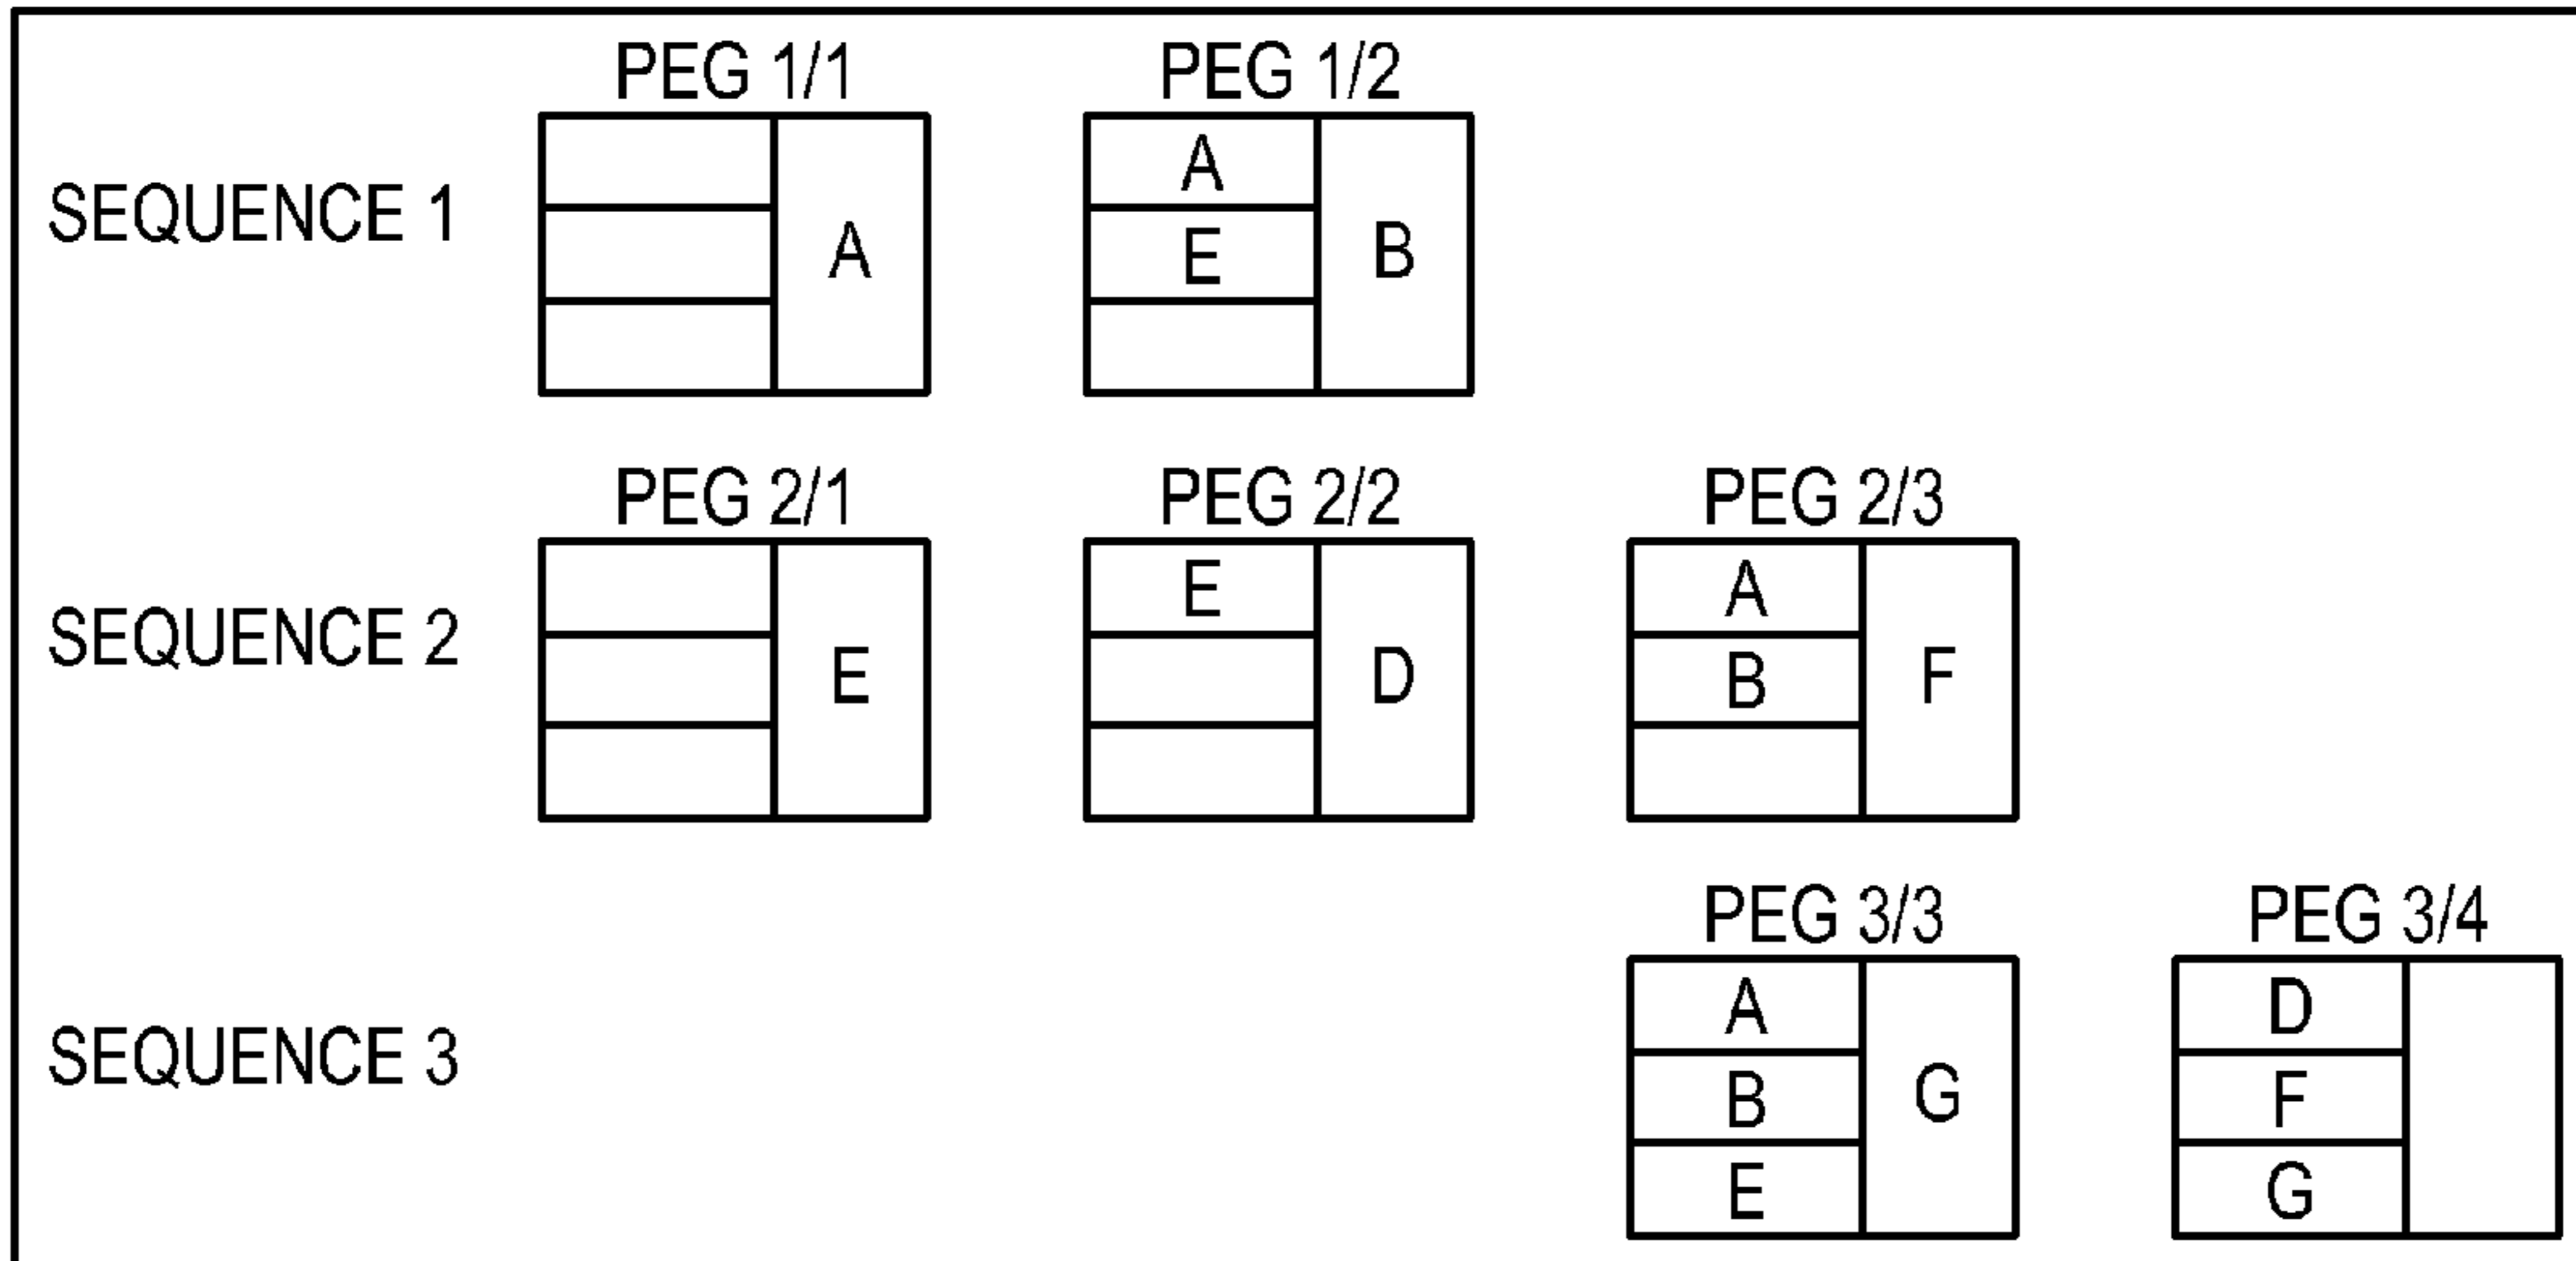 PEG 1/1 PEG 1/2
A
SEQUENCE 1 A E B
PEG 2/1 PEG 2/2 PEG 2/3
E A
SEQUENCE 2 E D B F
PEG 3/3 PEG 3/4
A D
SEQUENCE 3 B G F
E G